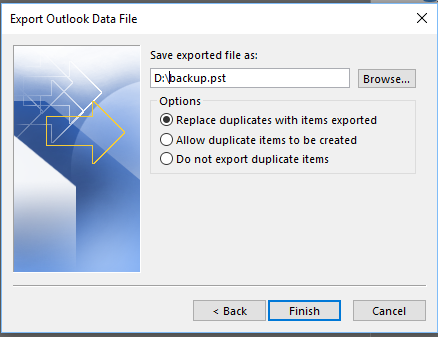 Export Outlook Data File
Save exported file as:
D:\backup.pst
Browse...
Options
Replace duplicates with items exported
Allow duplicate items to be created
Do not export duplicate items
< Back
Finish
Cancel